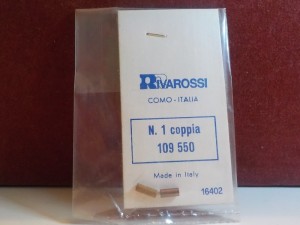 RIVAROSSI
COMO - ITALIA
N. 1 coppia
109 550
Made in Italy
16402